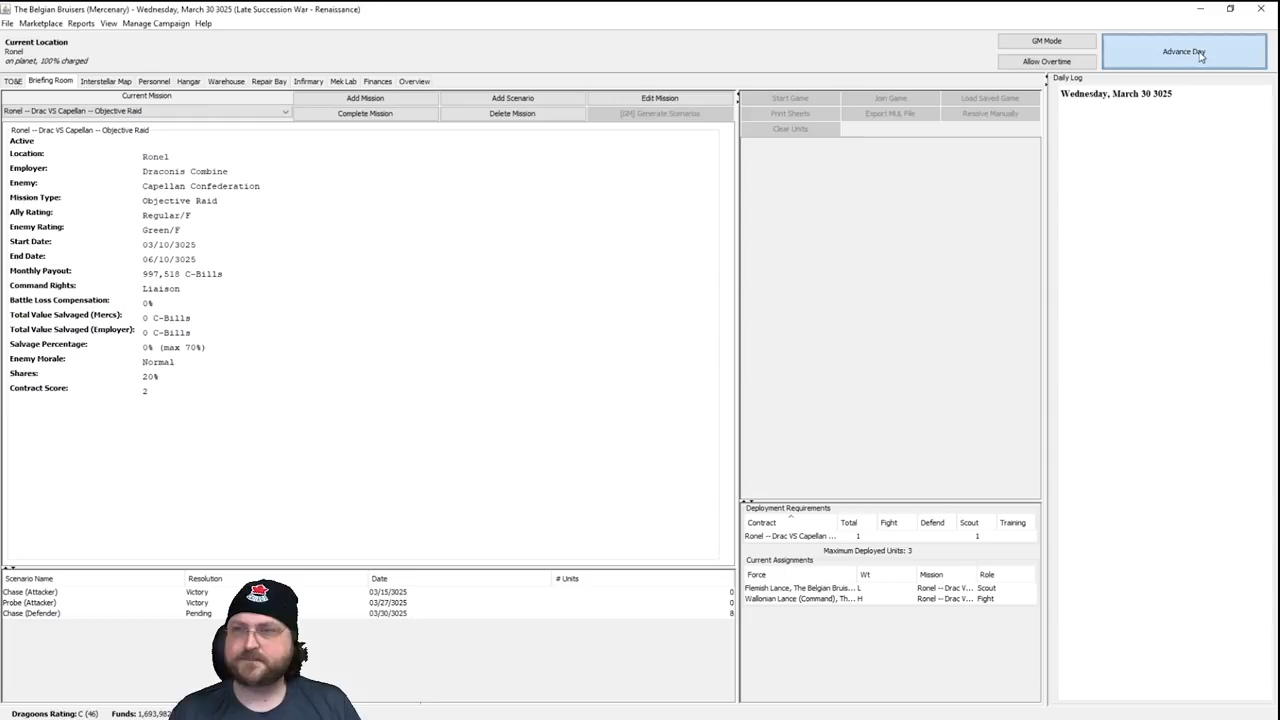 The Belgian Bruisers (Mercenary) - Wednesday, March 30 3025 (Late Succession War - Renaissance)
File Marketplace Reports View Manage Campaign Help
Current Location
Ronel
on planet, 100% charged
GM Mode
Allow Overtime
Advance Day
TO&E Briefing Room Interstellar Map Personnel Hangar Warehouse Repair Bay Infirmary Mek Lab Finances Overview
Current Mission
Ronel -- Drac VS Capellan -- Objective Raid
Add Mission Add Scenario Edit Mission
Complete Mission Delete Mission [GM] Generate Scenarios
Ronel -- Drac VS Capellan -- Objective Raid
Active
Location: Ronel
Employer: Draconis Combine
Enemy: Capellan Confederation
Mission Type: Objective Raid
Ally Rating: Regular/F
Enemy Rating: Green/F
Start Date: 03/10/3025
End Date: 06/10/3025
Monthly Payout: 997,518 C-Bills
Command Rights: Liaison
Battle Loss Compensation: 0%
Total Value Salvaged (Mercs): 0 C-Bills
Total Value Salvaged (Employer): 0 C-Bills
Salvage Percentage: 0% (max 70%)
Enemy Morale: Normal
Shares: 20%
Contract Score: 2
Scenario Name Resolution Date # Units
Chase (Attacker) Victory 03/15/3025 0
Probe (Attacker) Victory 03/27/3025 0
Chase (Defender) Pending 03/30/3025 8
Start Game Join Game Load Saved Game
Print Sheets Export MUL File Resolve Manually
Clear Units
Deployment Requirements
Contract Total Fight Defend Scout Training
Ronel -- Drac VS Capellan ... 1 1
Maximum Deployed Units: 3
Current Assignments
Force Wt Mission Role
Flemish Lance, The Belgian Bruis... L Ronel -- Drac V... Scout
Wallonian Lance (Command), Th... H Ronel -- Drac V... Fight
Daily Log
Wednesday, March 30 3025
Dragoons Rating: C (46) Funds: 1,693,982